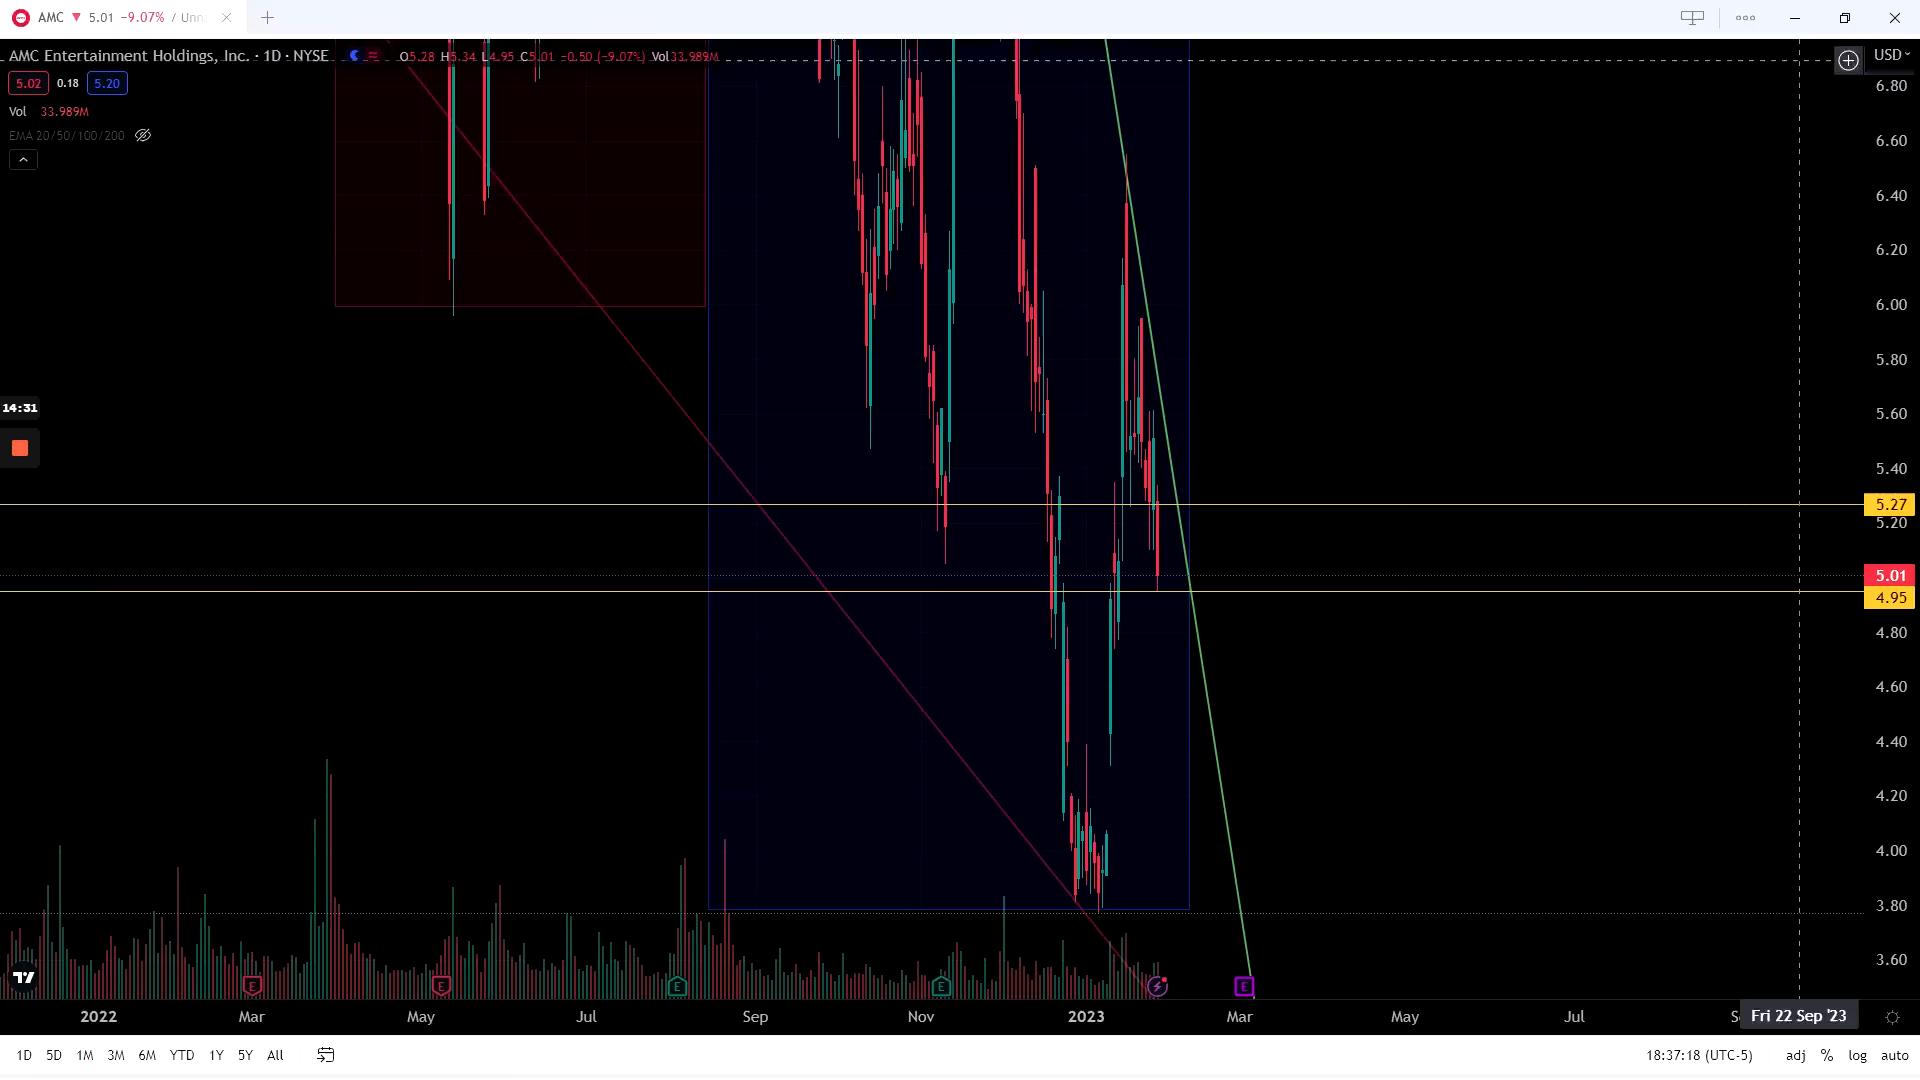 AMC ▼ 5.01 −9.07% / Unn
AMC Entertainment Holdings, Inc. · 1D · NYSE
O5.28 H5.34 L4.95 C5.01 −0.50 (−9.07%) Vol33.989M
USD
5.02 0.18 5.20
Vol 33.989M
EMA 20/50/100/200
14:31
6.80
6.60
6.40
6.20
6.00
5.80
5.60
5.40
5.27
5.20
5.01
4.95
4.80
4.60
4.40
4.20
4.00
3.80
3.60
E E E E E
2022 Mar May Jul Sep Nov 2023 Mar May Jul Fri 22 Sep '23
1D 5D 1M 3M 6M YTD 1Y 5Y All
18:37:18 (UTC-5) adj % log auto